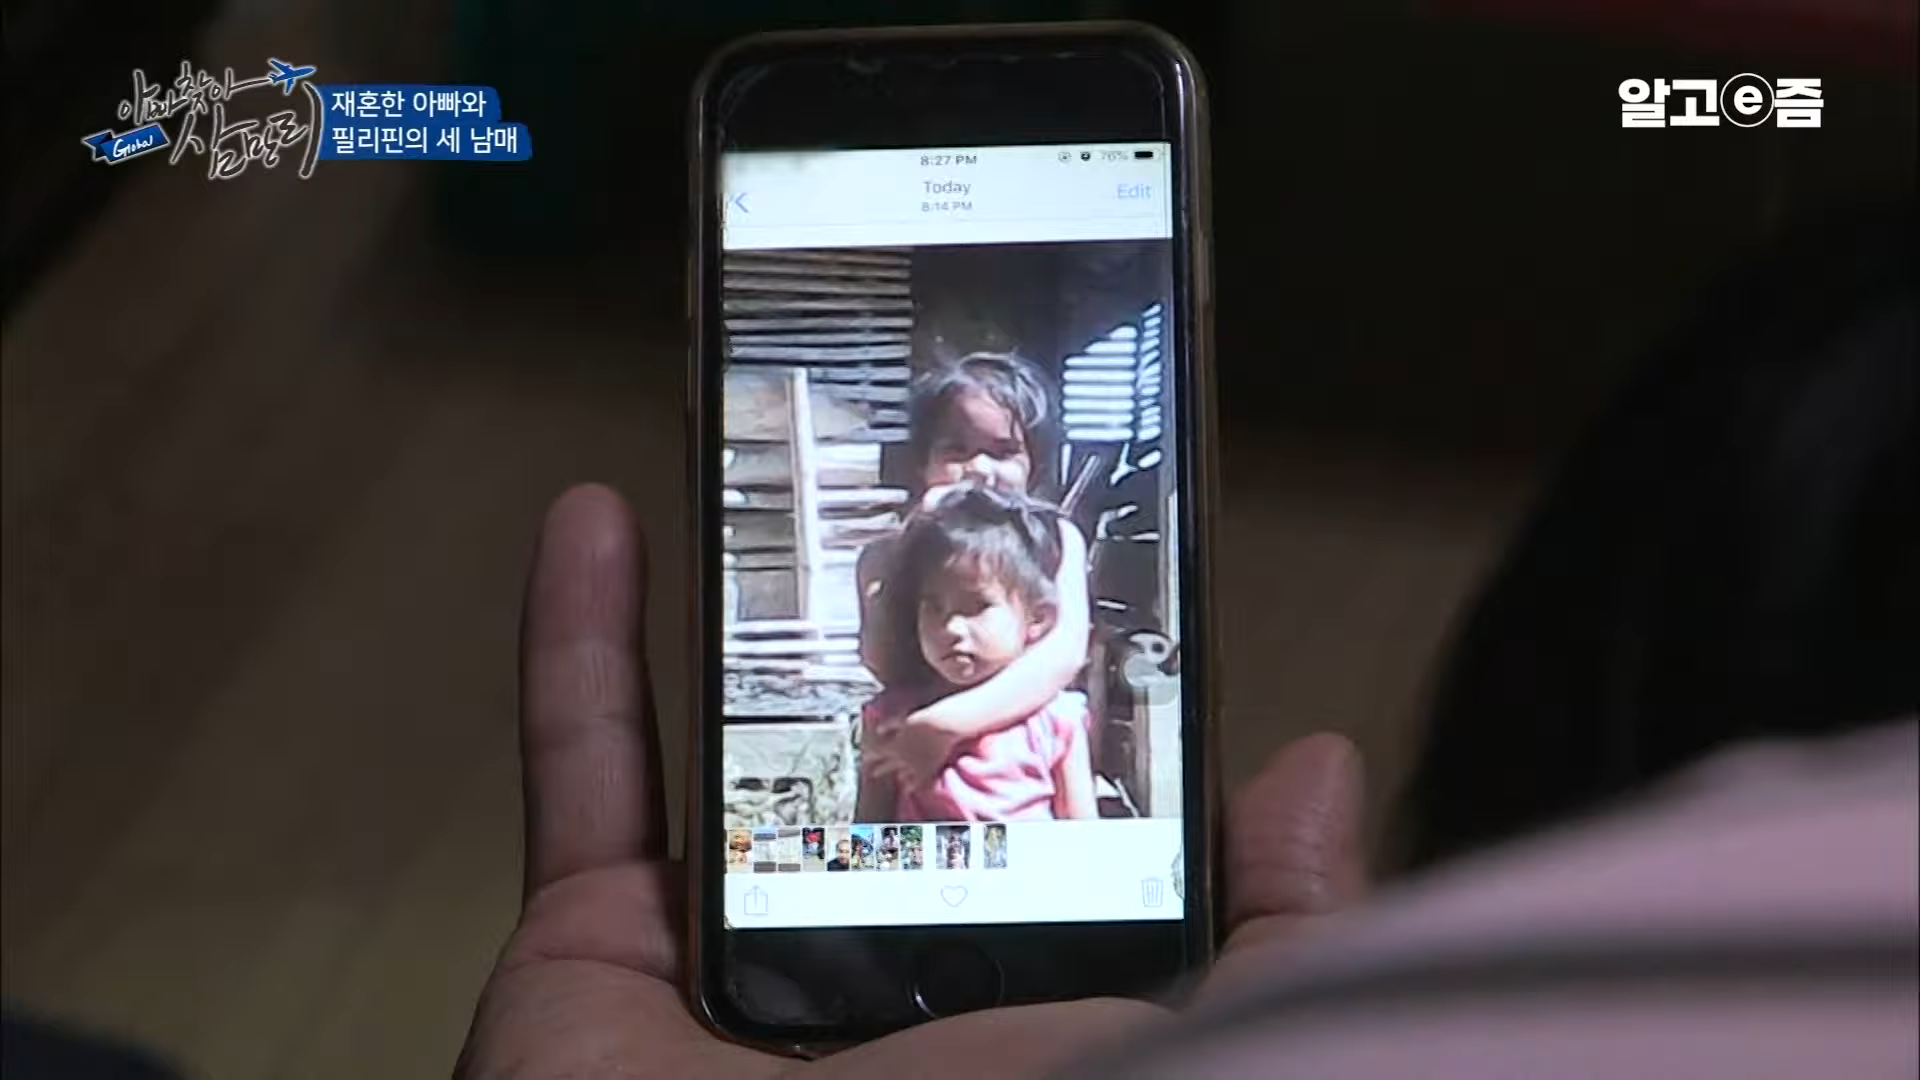 아빠찾아
삼만리
Global
재혼한 아빠와
필리핀의 세 남매
알고e즘
8:27 PM
76%
Today
8:14 PM
Edit